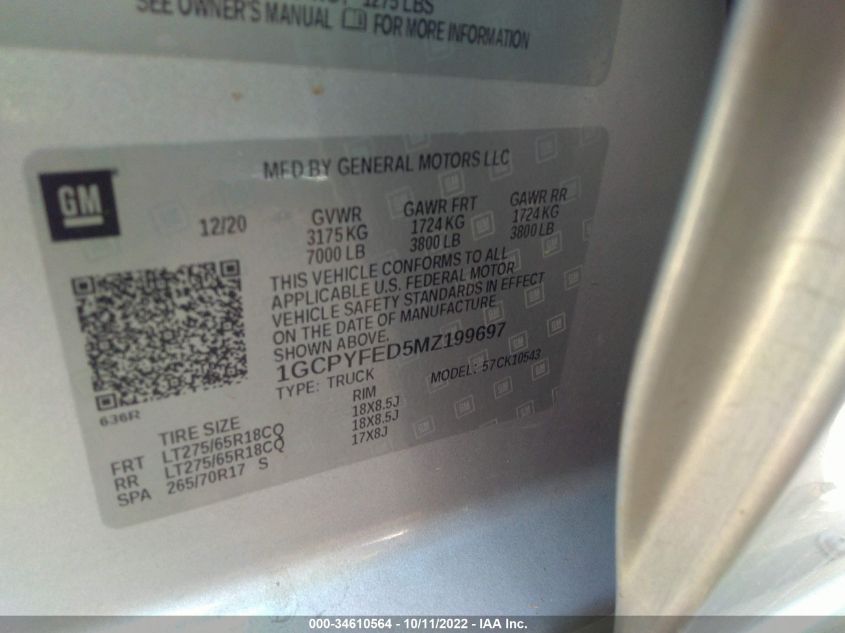 1275 LBS
SEE OWNER'S MANUAL FOR MORE INFORMATION
MFD BY GENERAL MOTORS LLC
GM
12/20
GVWR GAWR FRT GAWR RR
3175 KG 1724 KG 1724 KG
7000 LB 3800 LB 3800 LB
THIS VEHICLE CONFORMS TO ALL
APPLICABLE U.S. FEDERAL MOTOR
VEHICLE SAFETY STANDARDS IN EFFECT
ON THE DATE OF MANUFACTURE
SHOWN ABOVE.
1GCPYFED5MZ199697
TYPE: TRUCK MODEL: 57CK10543
636R
TIRE SIZE RIM
FRT LT275/65R18CQ 18X8.5J
RR LT275/65R18CQ 18X8.5J
SPA 265/70R17 S 17X8J
000-34610564 - 10/11/2022 - IAA Inc.